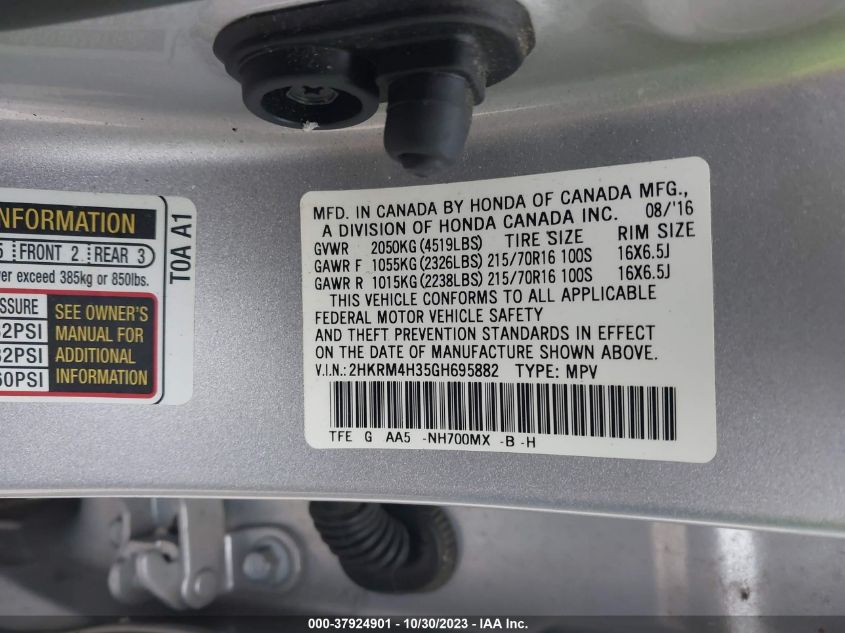 INFORMATION
FRONT 2 REAR 3
exceed 385kg or 850lbs.
SEE OWNER'S
MANUAL FOR
ADDITIONAL
INFORMATION
T0A A1
MFD. IN CANADA BY HONDA OF CANADA MFG.,
A DIVISION OF HONDA CANADA INC. 08/'16
GVWR 2050KG (4519LBS) TIRE SIZE RIM SIZE
GAWR F 1055KG (2326LBS) 215/70R16 100S 16X6.5J
GAWR R 1015KG (2238LBS) 215/70R16 100S 16X6.5J
THIS VEHICLE CONFORMS TO ALL APPLICABLE
FEDERAL MOTOR VEHICLE SAFETY
AND THEFT PREVENTION STANDARDS IN EFFECT
ON THE DATE OF MANUFACTURE SHOWN ABOVE.
V.I.N.: 2HKRM4H35GH695882 TYPE: MPV
TFE G AA5 -NH700MX -B -H
000-37924901 - 10/30/2023 - IAA Inc.